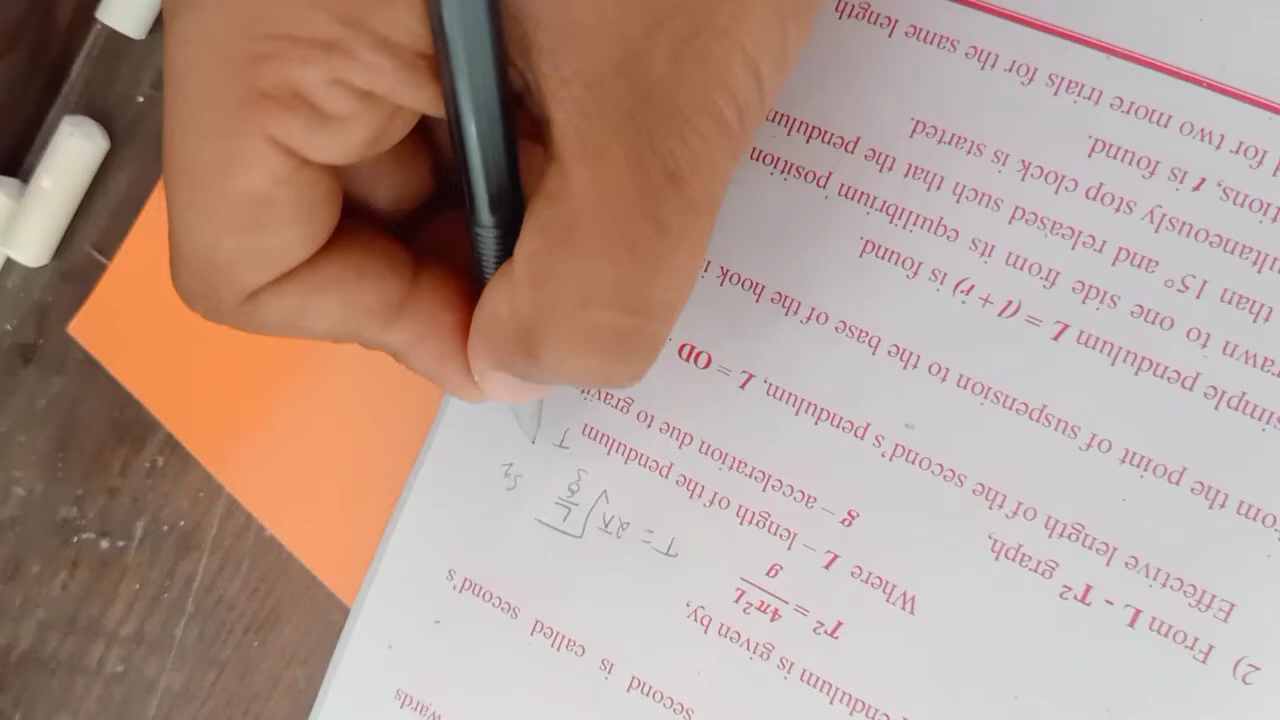 wards
second is called second's
endulum is given by,
T² = 4π²L / g
T = 2π√L/g
Sq
T
Where L – length of the pendulum
g – acceleration due to gravit
2) From L - T² graph,
Effective length of the second's pendulum, L = OD
om the point of suspension to the base of the hook i
simple pendulum L = (l + r) is found.
rawn to one side from its equilibrium position
than 15° and released such that the pendulum
ultaneously stop clock is started.
tions, t is found.
for two more trials for the same length